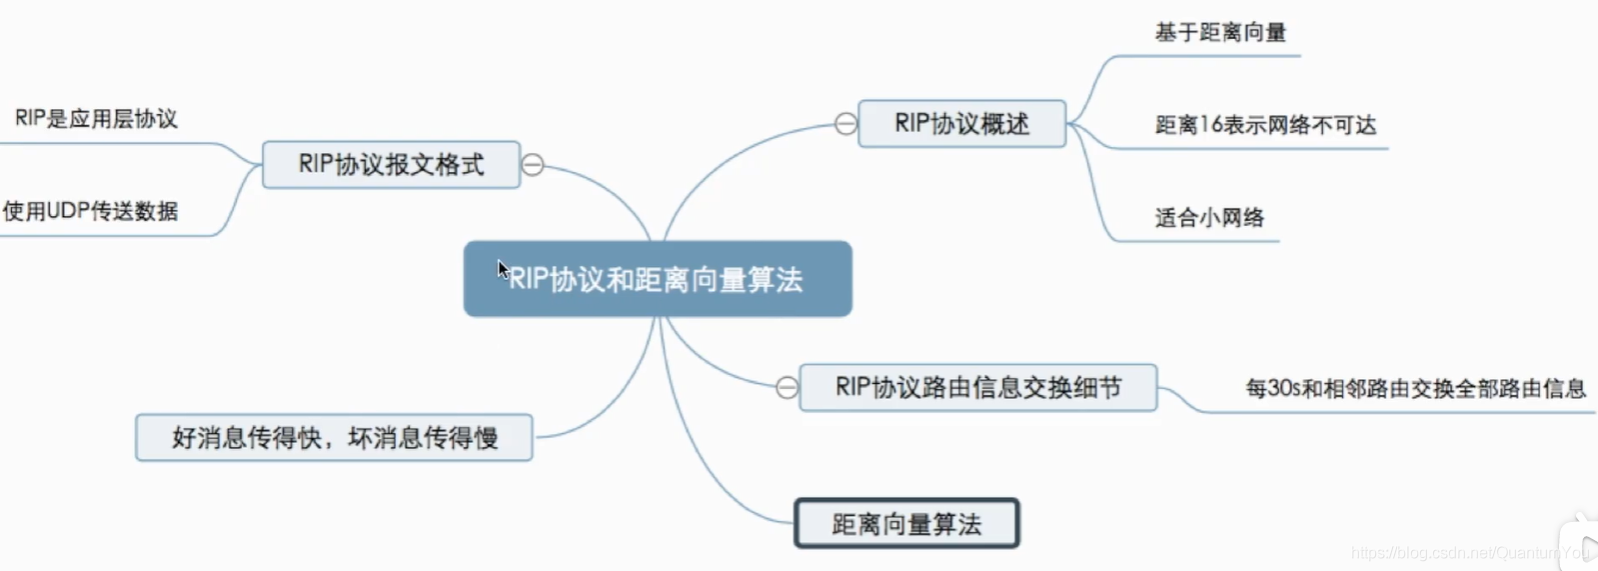 RIP协议和距离向量算法
RIP协议概述
基于距离向量
距离16表示网络不可达
适合小网络
RIP协议路由信息交换细节
每30s和相邻路由交换全部路由信息
距离向量算法
RIP协议报文格式
RIP是应用层协议
使用UDP传送数据
好消息传得快，坏消息传得慢
https://blog.csdn.net/QuantumYou